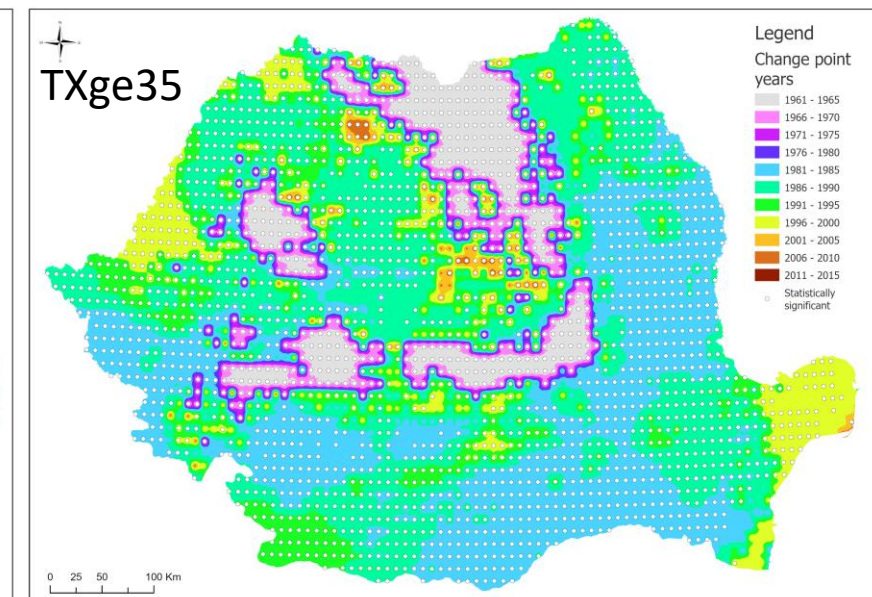 TXge35
Legend
Change point
years
1961 - 1965
1966 - 1970
1971 - 1975
1976 - 1980
1981 - 1985
1986 - 1990
1991 - 1995
1996 - 2000
2001 - 2005
2006 - 2010
2011 - 2015
Statistically
significant
0 25 50 100 Km